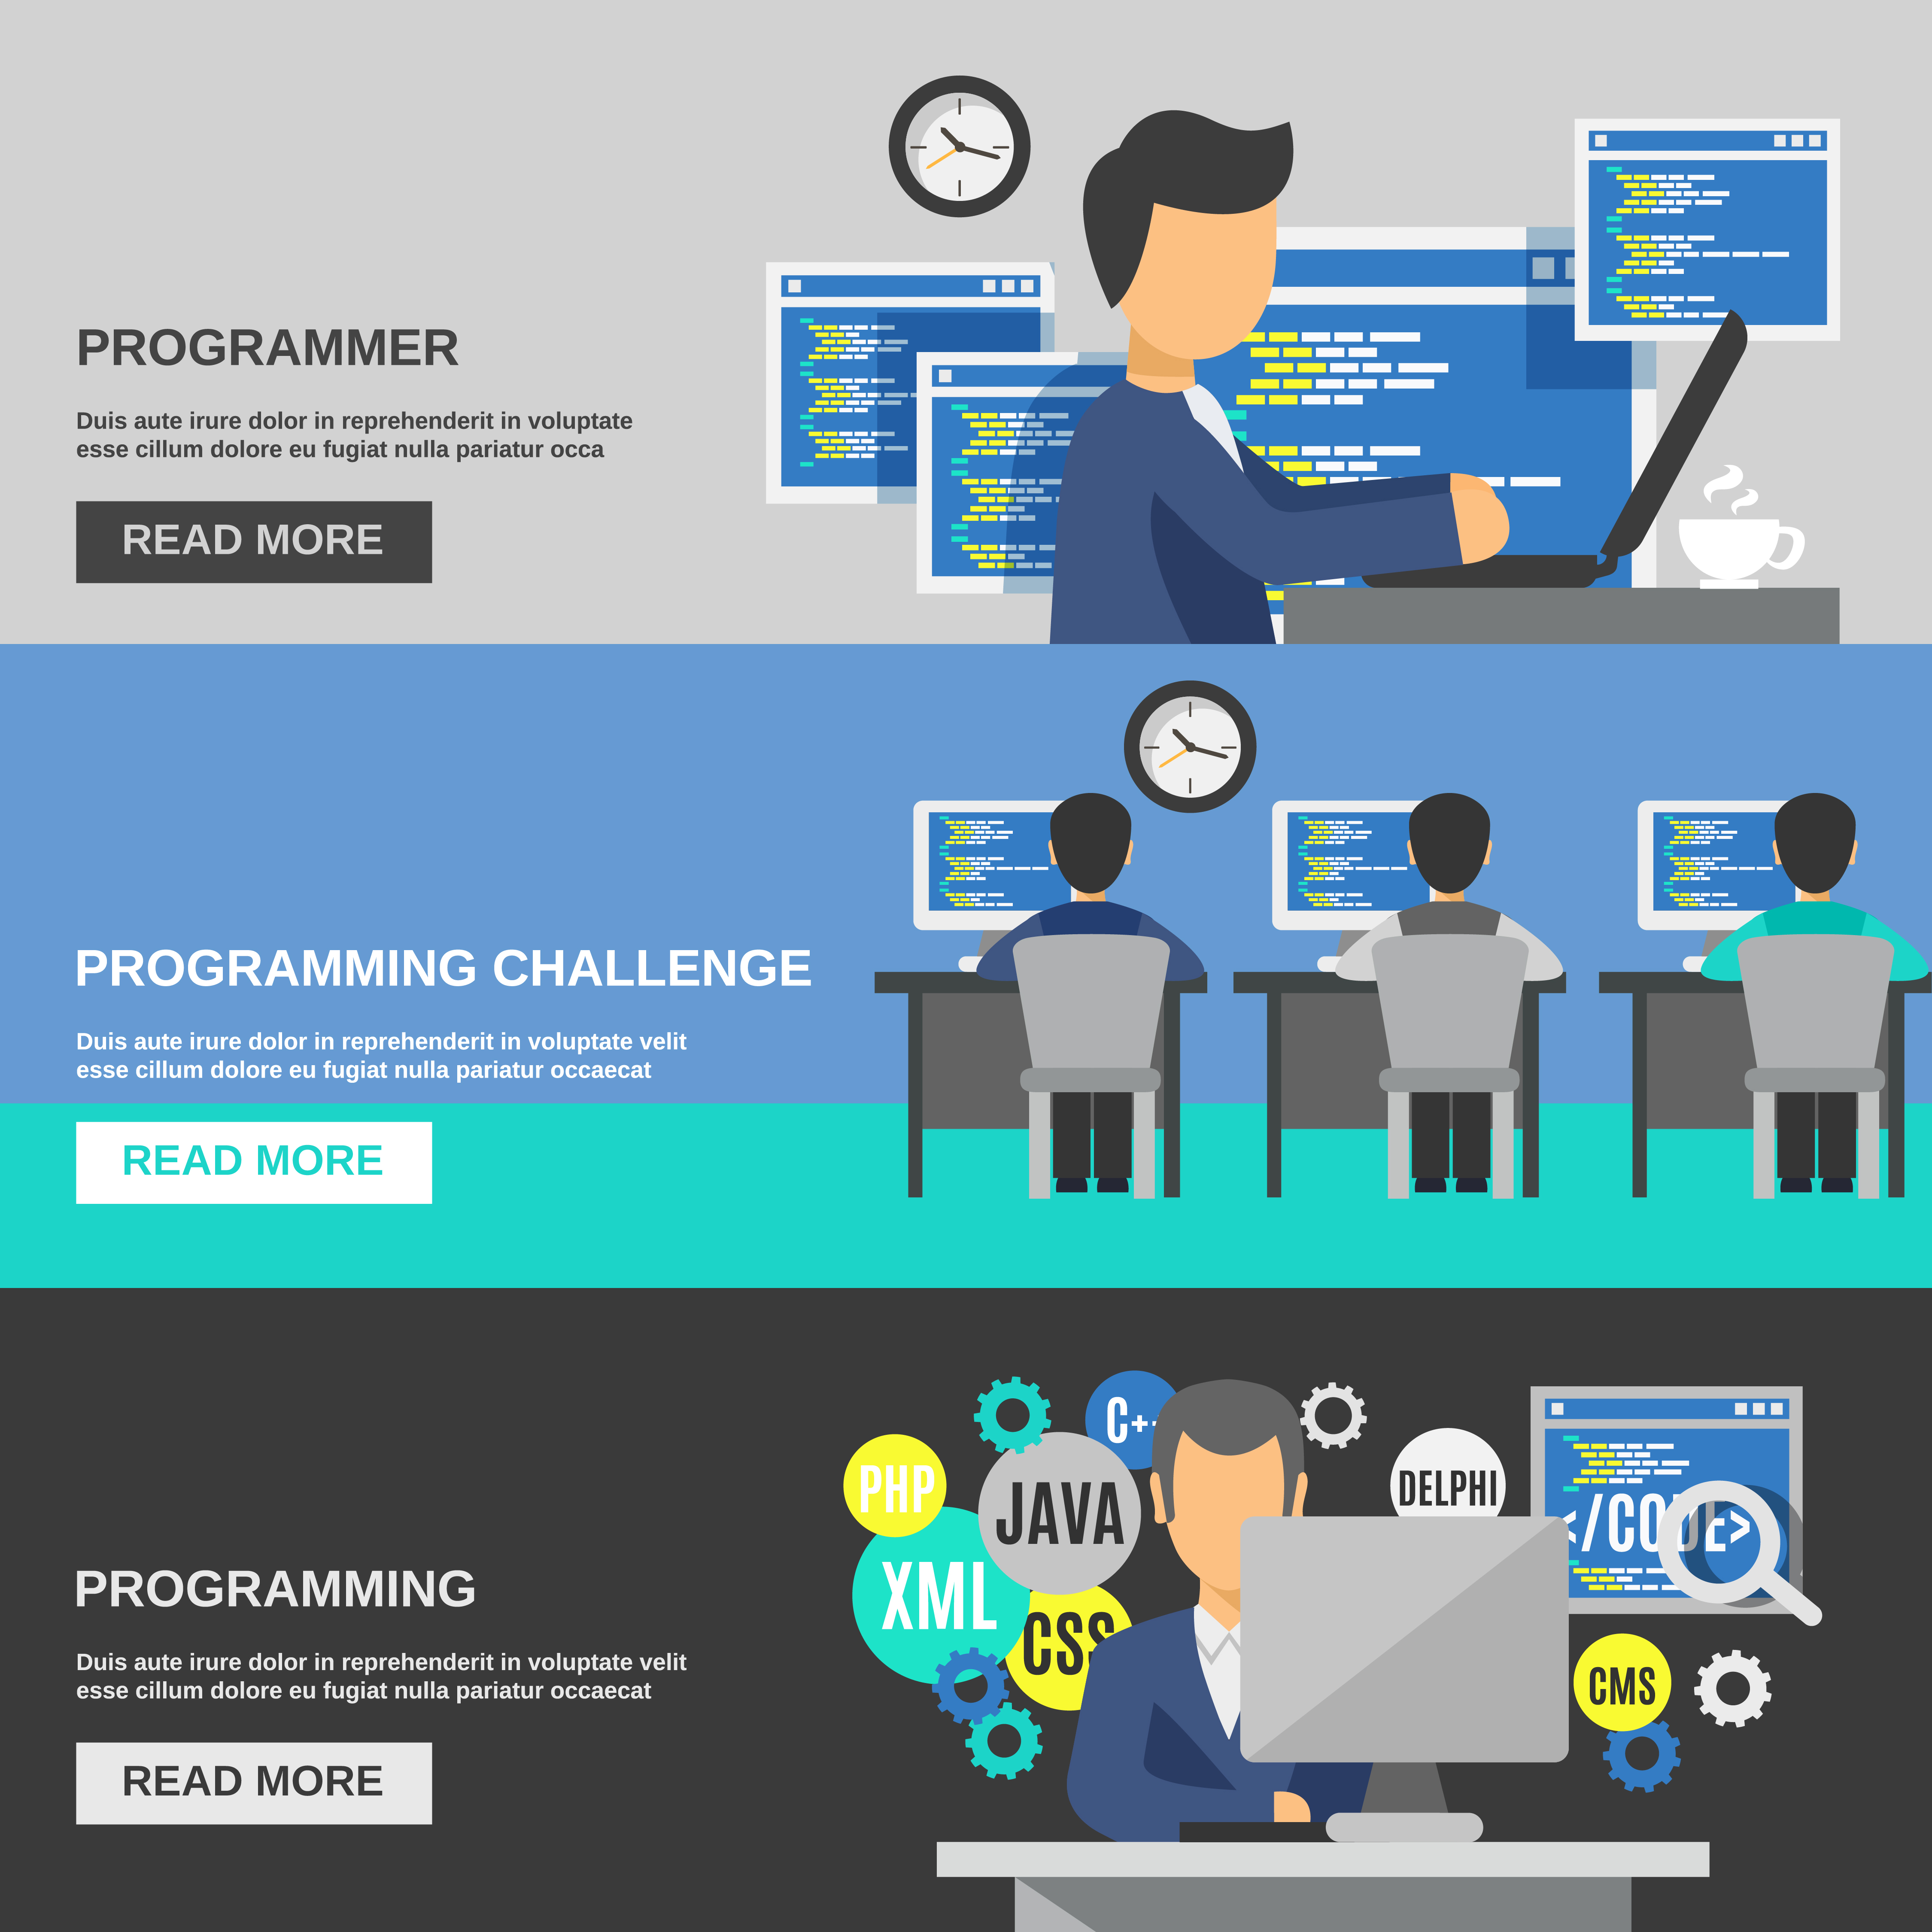 PROGRAMMER
Duis aute irure dolor in reprehenderit in voluptate
esse cillum dolore eu fugiat nulla pariatur occa
READ MORE
PROGRAMMING CHALLENGE
Duis aute irure dolor in reprehenderit in voluptate velit
esse cillum dolore eu fugiat nulla pariatur occaecat
READ MORE
PROGRAMMING
Duis aute irure dolor in reprehenderit in voluptate velit
esse cillum dolore eu fugiat nulla pariatur occaecat
READ MORE
C++
PHP
JAVA
DELPHI
</CODE>
XML
CSS
CMS